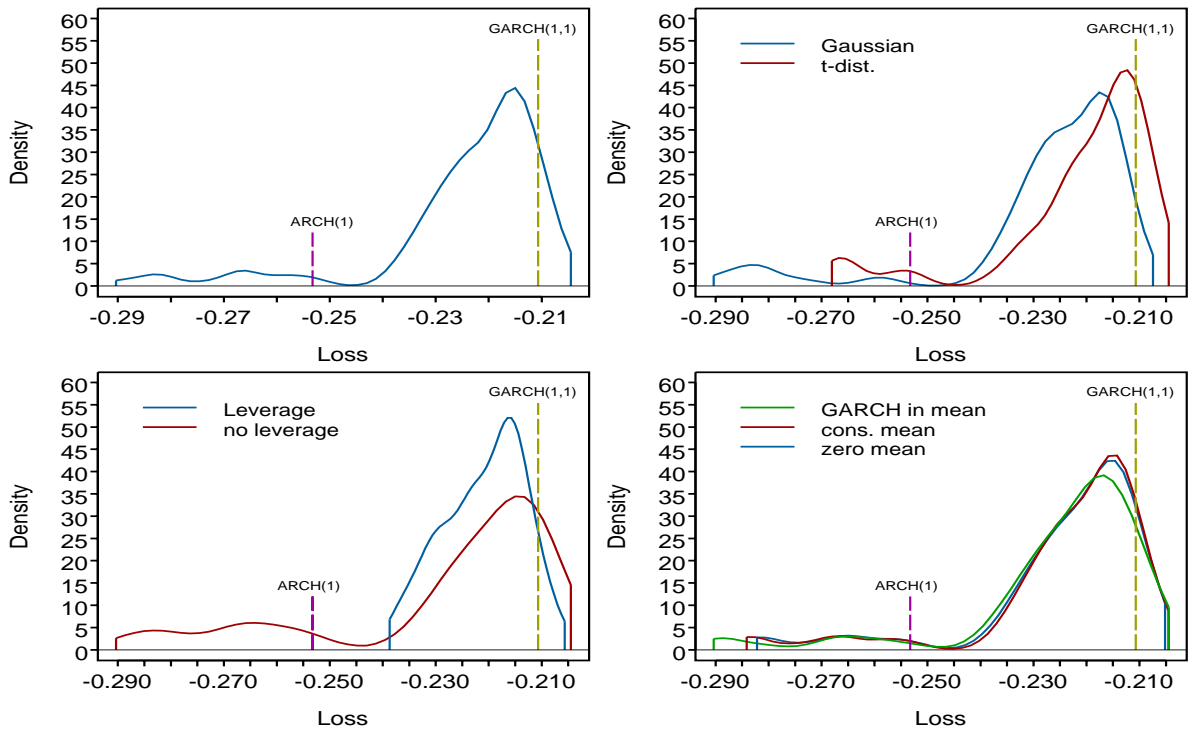 60
55
50
45
40
35
30
25
20
15
10
5
0
Density
GARCH(1,1)
ARCH(1)
-0.29 -0.27 -0.25 -0.23 -0.21
Loss
60
55
50
45
40
35
30
25
20
15
10
5
0
Density
GARCH(1,1)
Gaussian
t-dist.
ARCH(1)
-0.290 -0.270 -0.250 -0.230 -0.210
Loss
60
55
50
45
40
35
30
25
20
15
10
5
0
Density
GARCH(1,1)
Leverage
no leverage
ARCH(1)
-0.290 -0.270 -0.250 -0.230 -0.210
Loss
60
55
50
45
40
35
30
25
20
15
10
5
0
Density
GARCH(1,1)
GARCH in mean
cons. mean
zero mean
ARCH(1)
-0.290 -0.270 -0.250 -0.230 -0.210
Loss